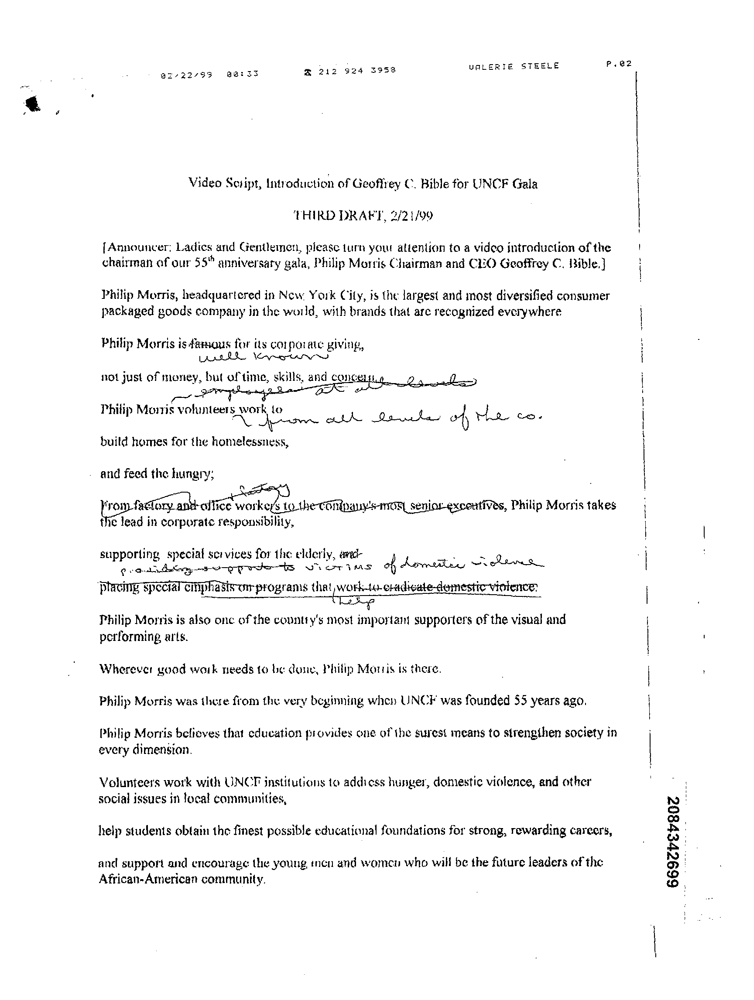 02/22/99 00:33 ☎ 212 924 3958 VALERIE STEELE P.02
Video Script, Introduction of Geoffrey C. Bible for UNCF Gala
THIRD DRAFT, 2/21/99
[Announcer: Ladies and Gentlemen, please turn your attention to a video introduction of the
chairman of our 55th anniversary gala, Philip Morris Chairman and CEO Geoffrey C. Bible.]
Philip Morris, headquartered in New York City, is the largest and most diversified consumer
packaged goods company in the world, with brands that are recognized everywhere
Philip Morris is famous for its corporate giving,
well known
not just of money, but of time, skills, and concern
employees at all levels
Philip Morris volunteers work to
from all levels of the co.
build homes for the homelessness,
and feed the hungry;
factory
From factory and office workers to the company's most senior executives, Philip Morris takes
the lead in corporate responsibility,
supporting special services for the elderly, and
providing support to victims of domestic violence
placing special emphasis on programs that work to eradicate domestic violence.
help
Philip Morris is also one of the country's most important supporters of the visual and
performing arts.
Wherever good work needs to be done, Philip Morris is there.
Philip Morris was there from the very beginning when UNCF was founded 55 years ago.
Philip Morris believes that education provides one of the surest means to strengthen society in
every dimension.
Volunteers work with UNCF institutions to address hunger, domestic violence, and other
social issues in local communities,
help students obtain the finest possible educational foundations for strong, rewarding careers,
and support and encourage the young men and women who will be the future leaders of the
African-American community.
2084342699